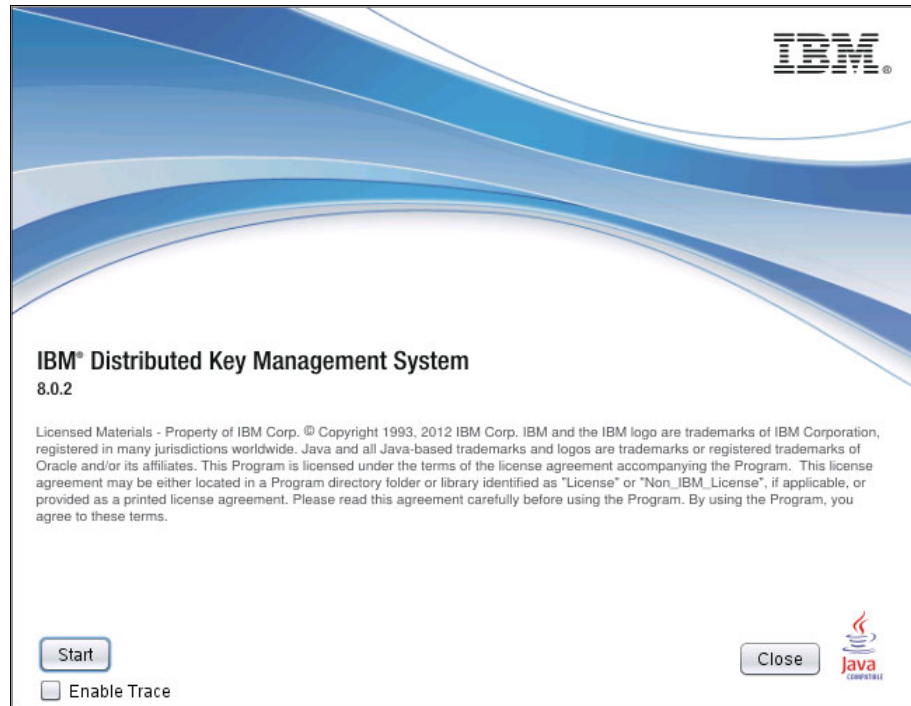 IBM®
IBM® Distributed Key Management System
8.0.2
Licensed Materials - Property of IBM Corp. © Copyright 1993, 2012 IBM Corp. IBM and the IBM logo are trademarks of IBM Corporation,
registered in many jurisdictions worldwide. Java and all Java-based trademarks and logos are trademarks or registered trademarks of
Oracle and/or its affiliates. This Program is licensed under the terms of the license agreement accompanying the Program. This license
agreement may be either located in a Program directory folder or library identified as "License" or "Non_IBM_License", if applicable, or
provided as a printed license agreement. Please read this agreement carefully before using the Program. By using the Program, you
agree to these terms.
Start
Close
Java
COMPATIBLE
Enable Trace